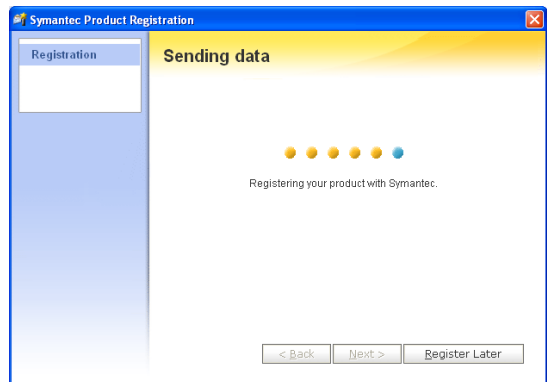 Symantec Product Registration
Registration
Sending data
Registering your product with Symantec.
< Back
Next >
Register Later